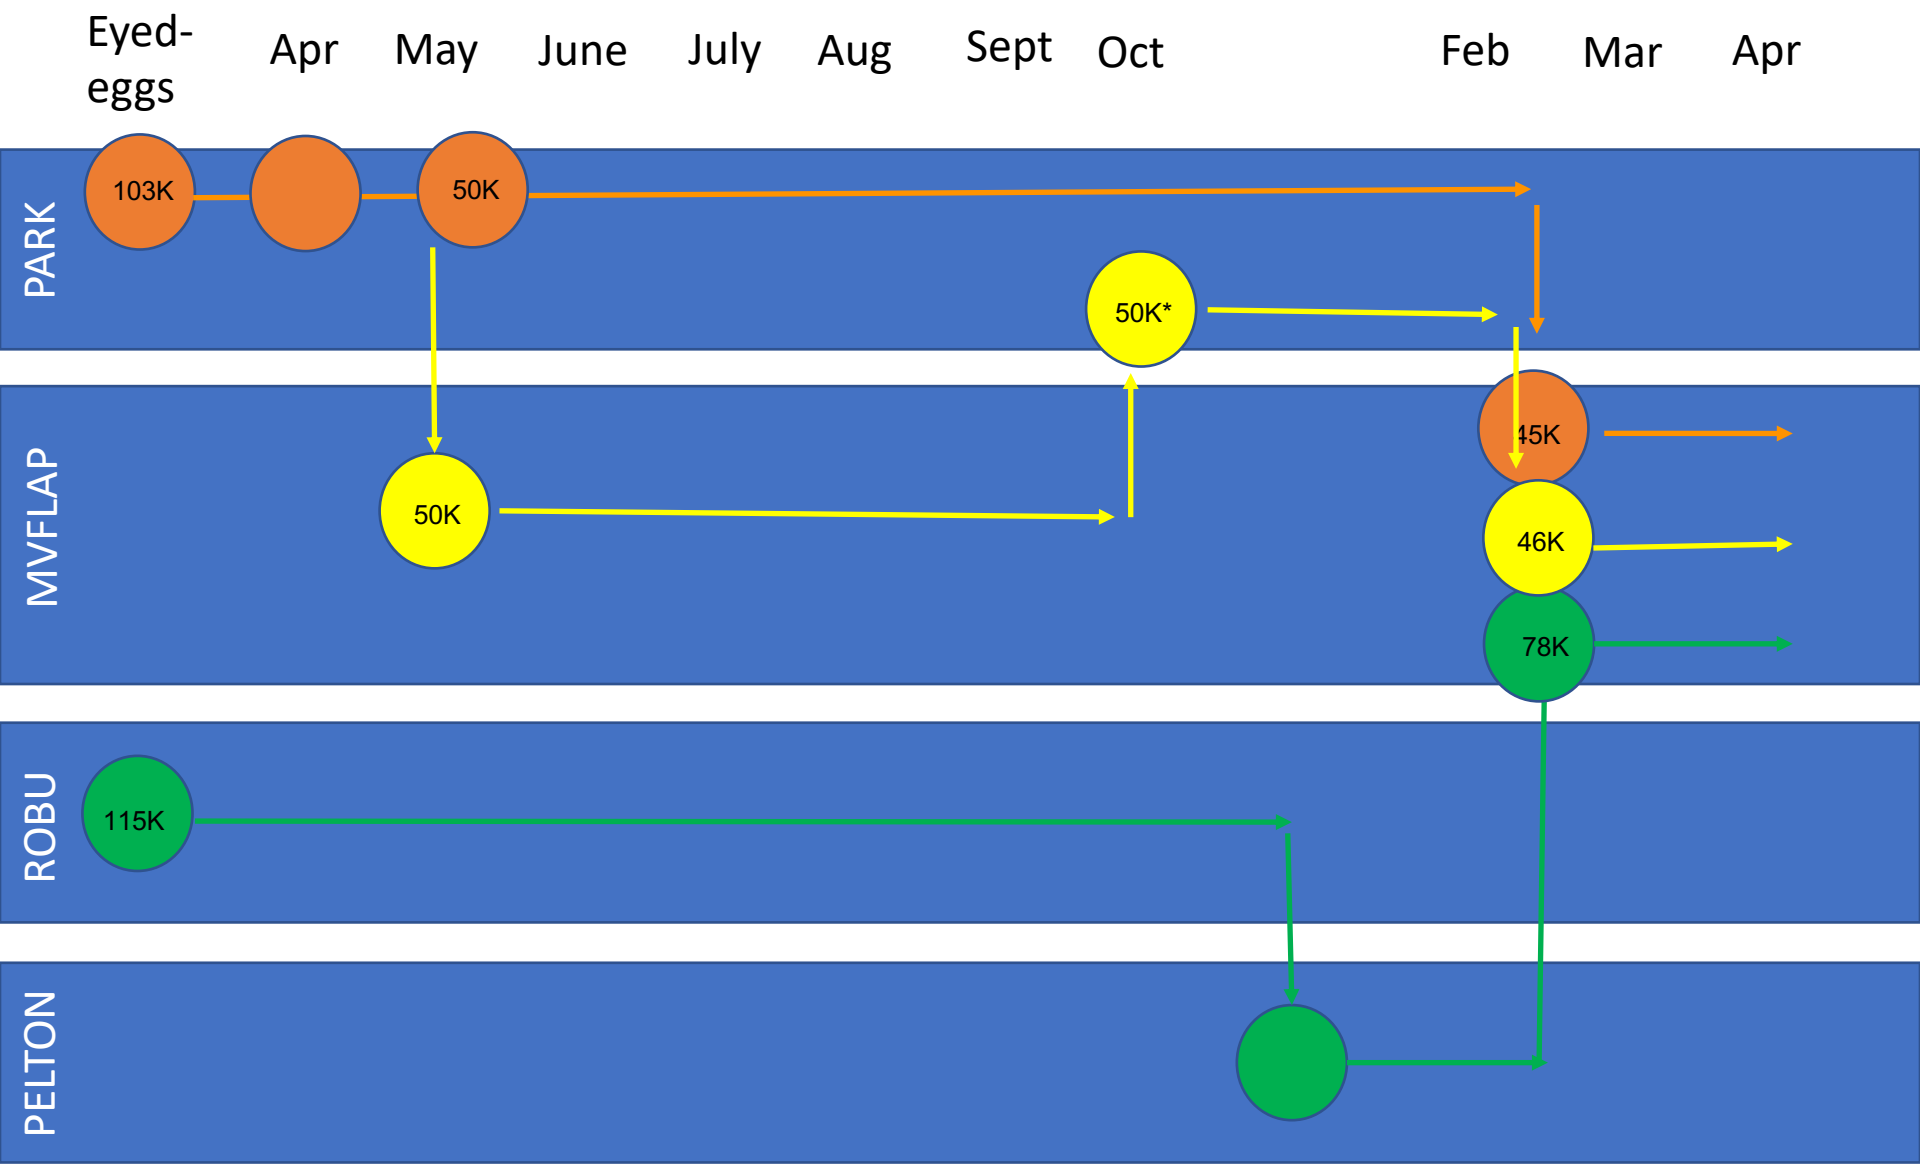 Eyed-
eggs
Apr
May
June
July
Aug
Sept
Oct
Feb
Mar
Apr
PARK
103K
50K
50K*
MVFLAP
50K
45K
46K
78K
ROBU
115K
PELTON